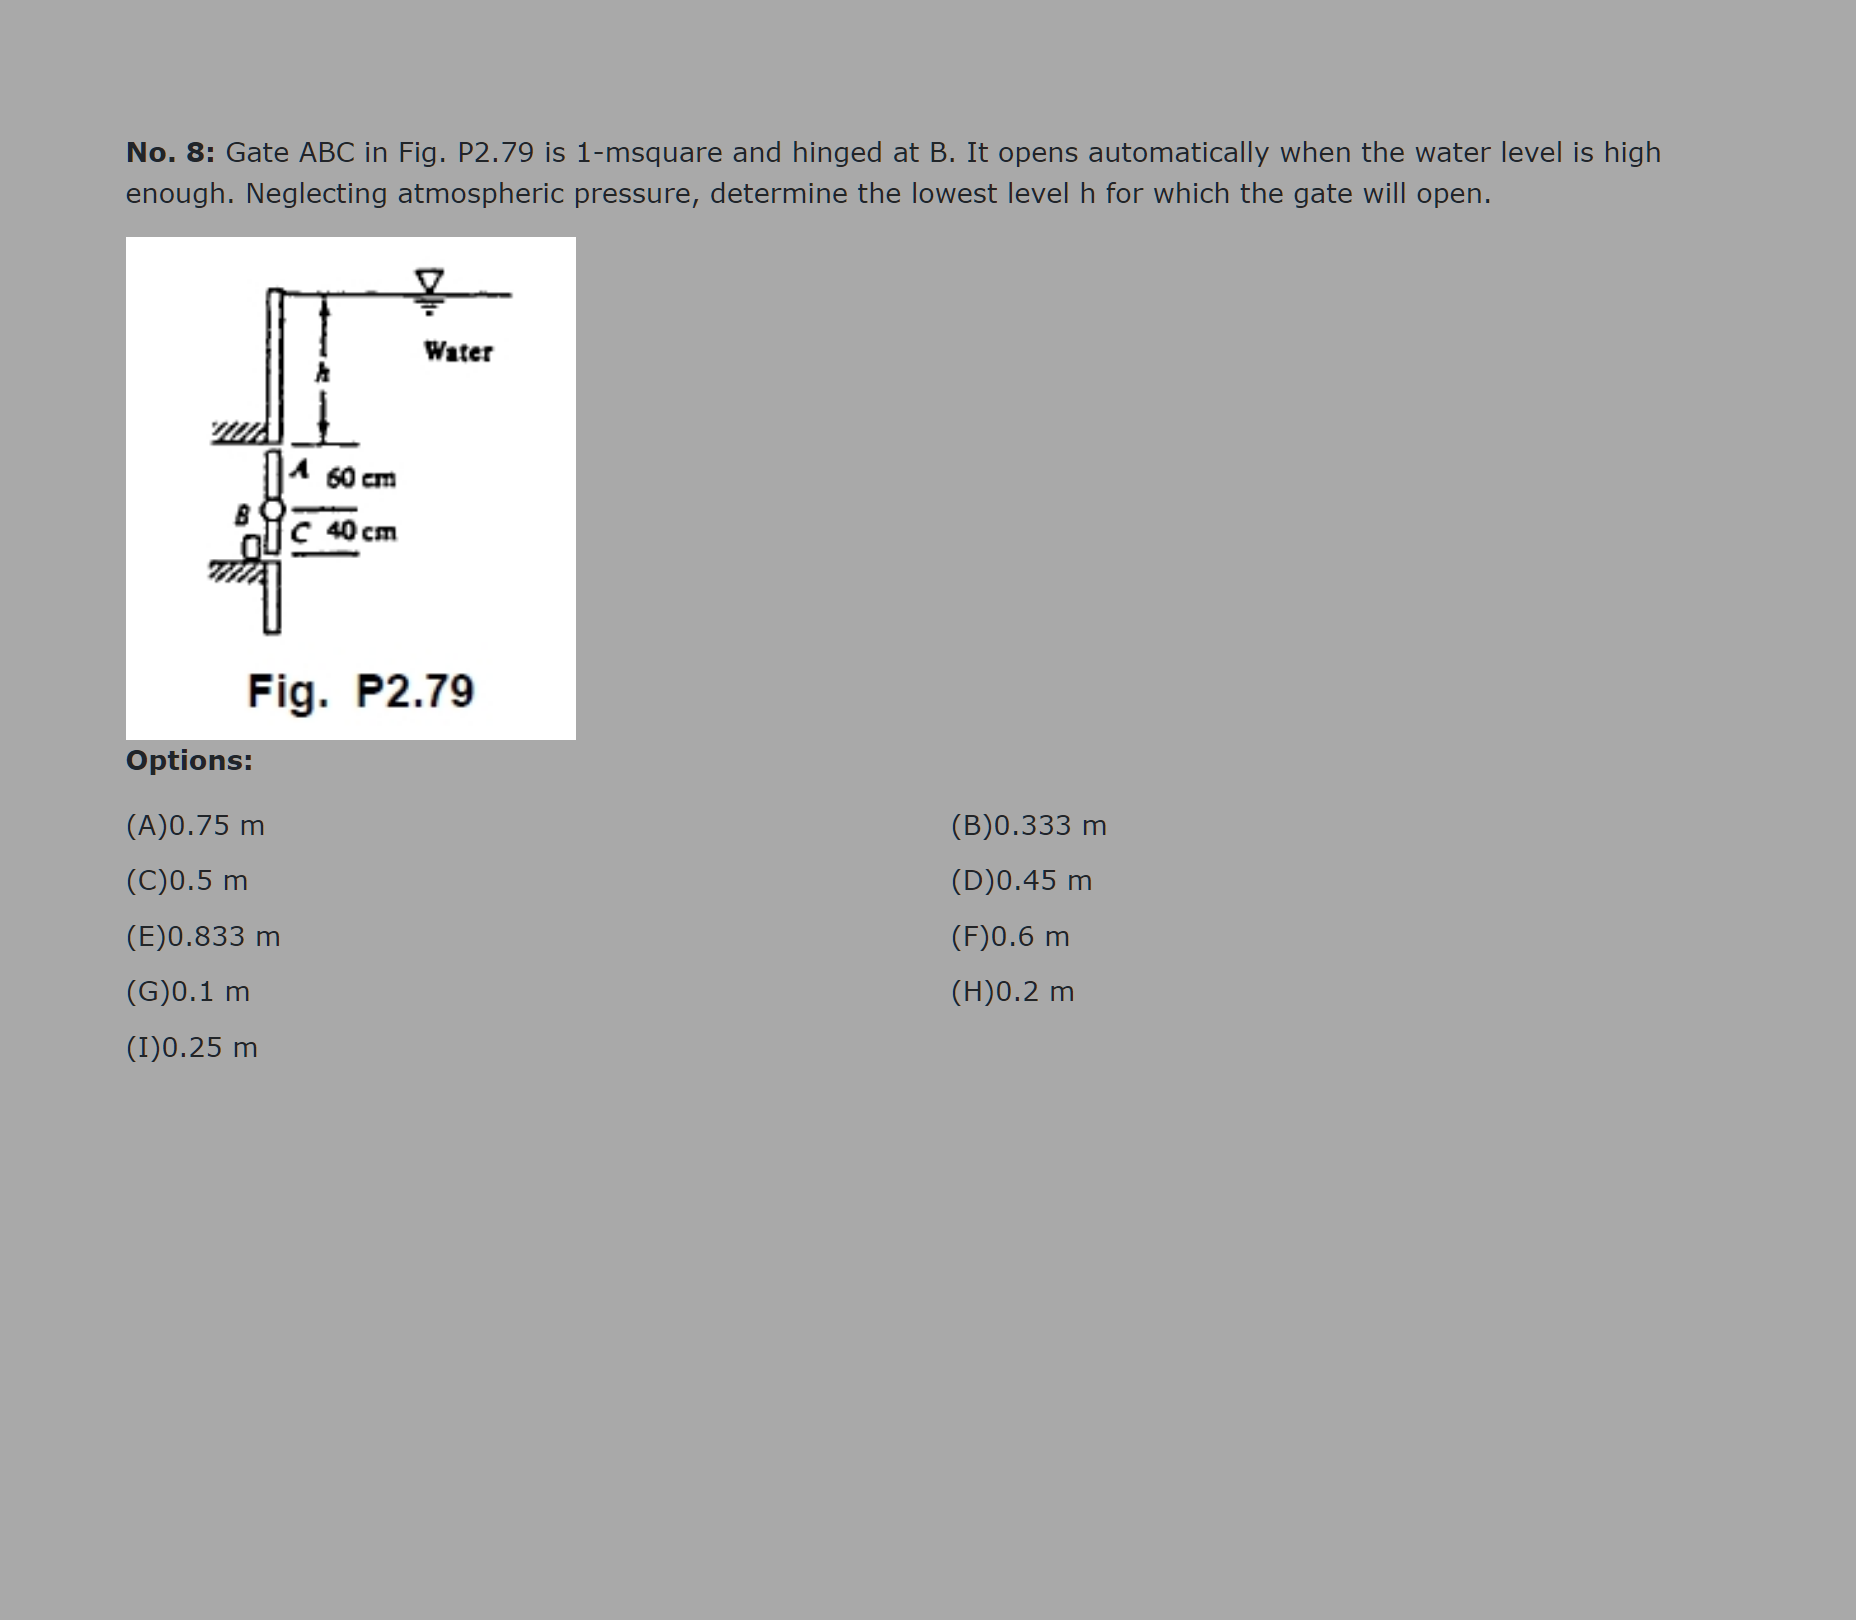 No. 8: Gate ABC in Fig. P2.79 is 1-msquare and hinged at B. It opens automatically when the water level is high
enough. Neglecting atmospheric pressure, determine the lowest level h for which the gate will open.
Water
h
A 60 cm
B
C 40 cm
Fig. P2.79
Options:
(A)0.75 m
(B)0.333 m
(C)0.5 m
(D)0.45 m
(E)0.833 m
(F)0.6 m
(G)0.1 m
(H)0.2 m
(I)0.25 m